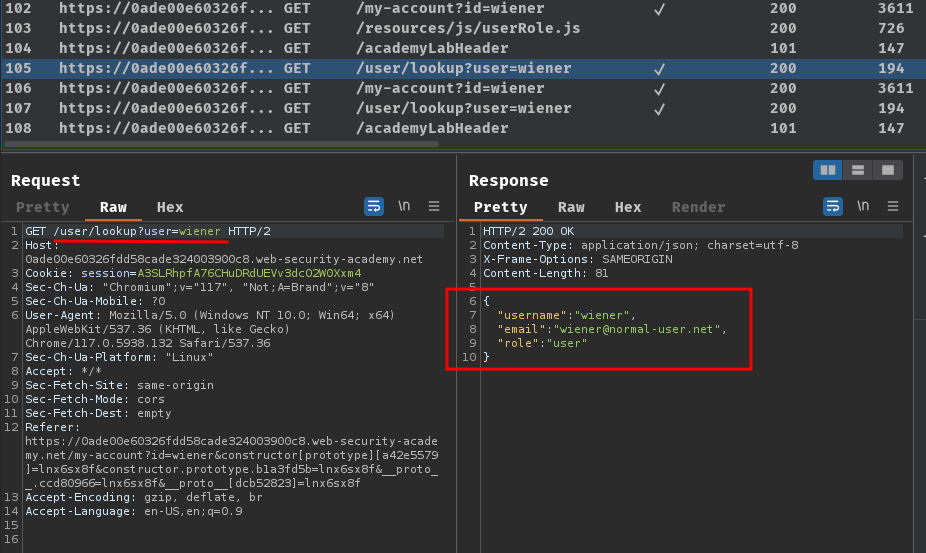 102 https://0ade00e60326f... GET /my-account?id=wiener ✓ 200 3611
103 https://0ade00e60326f... GET /resources/js/userRole.js 200 726
104 https://0ade00e60326f... GET /academyLabHeader 101 147
105 https://0ade00e60326f... GET /user/lookup?user=wiener ✓ 200 194
106 https://0ade00e60326f... GET /my-account?id=wiener ✓ 200 3611
107 https://0ade00e60326f... GET /user/lookup?user=wiener ✓ 200 194
108 https://0ade00e60326f... GET /academyLabHeader 101 147
Request
Pretty Raw Hex \n
1 GET /user/lookup?user=wiener HTTP/2
2 Host:
0ade00e60326fdd58cade324003900c8.web-security-academy.net
3 Cookie: session=A3SLRhpfA76CHuDRdUEVv3dcO2W0Xxm4
4 Sec-Ch-Ua: "Chromium";v="117", "Not;A=Brand";v="8"
5 Sec-Ch-Ua-Mobile: ?0
6 User-Agent: Mozilla/5.0 (Windows NT 10.0; Win64; x64)
AppleWebKit/537.36 (KHTML, like Gecko)
Chrome/117.0.5938.132 Safari/537.36
7 Sec-Ch-Ua-Platform: "Linux"
8 Accept: */*
9 Sec-Fetch-Site: same-origin
10 Sec-Fetch-Mode: cors
11 Sec-Fetch-Dest: empty
12 Referer:
https://0ade00e60326fdd58cade324003900c8.web-security-acade
my.net/my-account?id=wiener&constructor[prototype][a42e5579
]=lnx6sx8f&constructor.prototype.b1a3fd5b=lnx6sx8f&__proto_
_.ccd80966=lnx6sx8f&__proto__[dcb52823]=lnx6sx8f
13 Accept-Encoding: gzip, deflate, br
14 Accept-Language: en-US,en;q=0.9
15
16
Response
Pretty Raw Hex Render \n
1 HTTP/2 200 OK
2 Content-Type: application/json; charset=utf-8
3 X-Frame-Options: SAMEORIGIN
4 Content-Length: 81
5
6 {
7 "username":"wiener",
8 "email":"wiener@normal-user.net",
9 "role":"user"
10 }